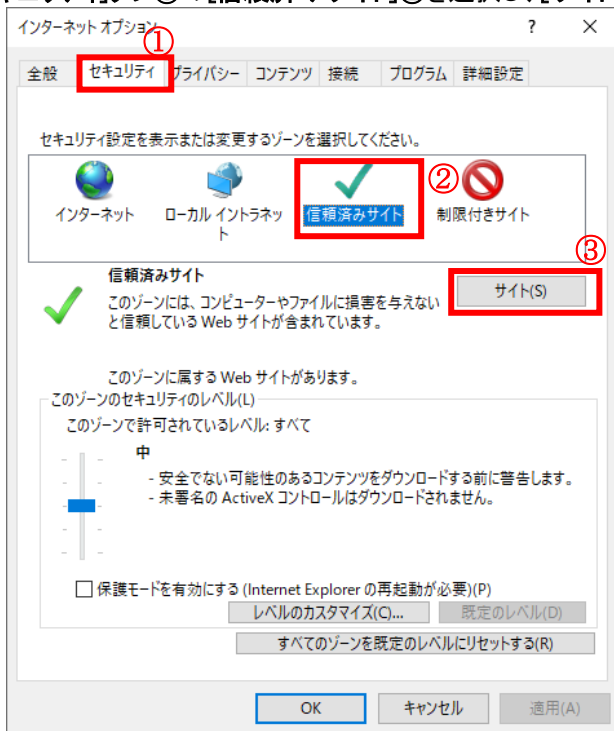 インターネット オプション ? ×
①
全般 セキュリティ プライバシー コンテンツ 接続 プログラム 詳細設定
セキュリティ設定を表示または変更するゾーンを選択してください。
②
インターネット ローカル イントラネット 信頼済みサイト 制限付きサイト
③
信頼済みサイト
サイト(S)
このゾーンには、コンピューターやファイルに損害を与えない
と信頼している Web サイトが含まれています。
このゾーンに属する Web サイトがあります。
このゾーンのセキュリティのレベル(L)
このゾーンで許可されているレベル: すべて
中
- 安全でない可能性のあるコンテンツをダウンロードする前に警告します。
- 未署名の ActiveX コントロールはダウンロードされません。
保護モードを有効にする (Internet Explorer の再起動が必要)(P)
レベルのカスタマイズ(C)... 既定のレベル(D)
すべてのゾーンを既定のレベルにリセットする(R)
OK キャンセル 適用(A)